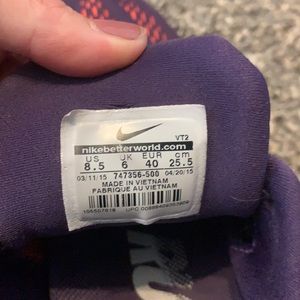 VT2
nikebetterworld.com
US UK EUR cm
8.5 6 40 25.5
03/11/15 747356-500 04/20/15
MADE IN VIETNAM
FABRIQUE AU VIETNAM
UPC